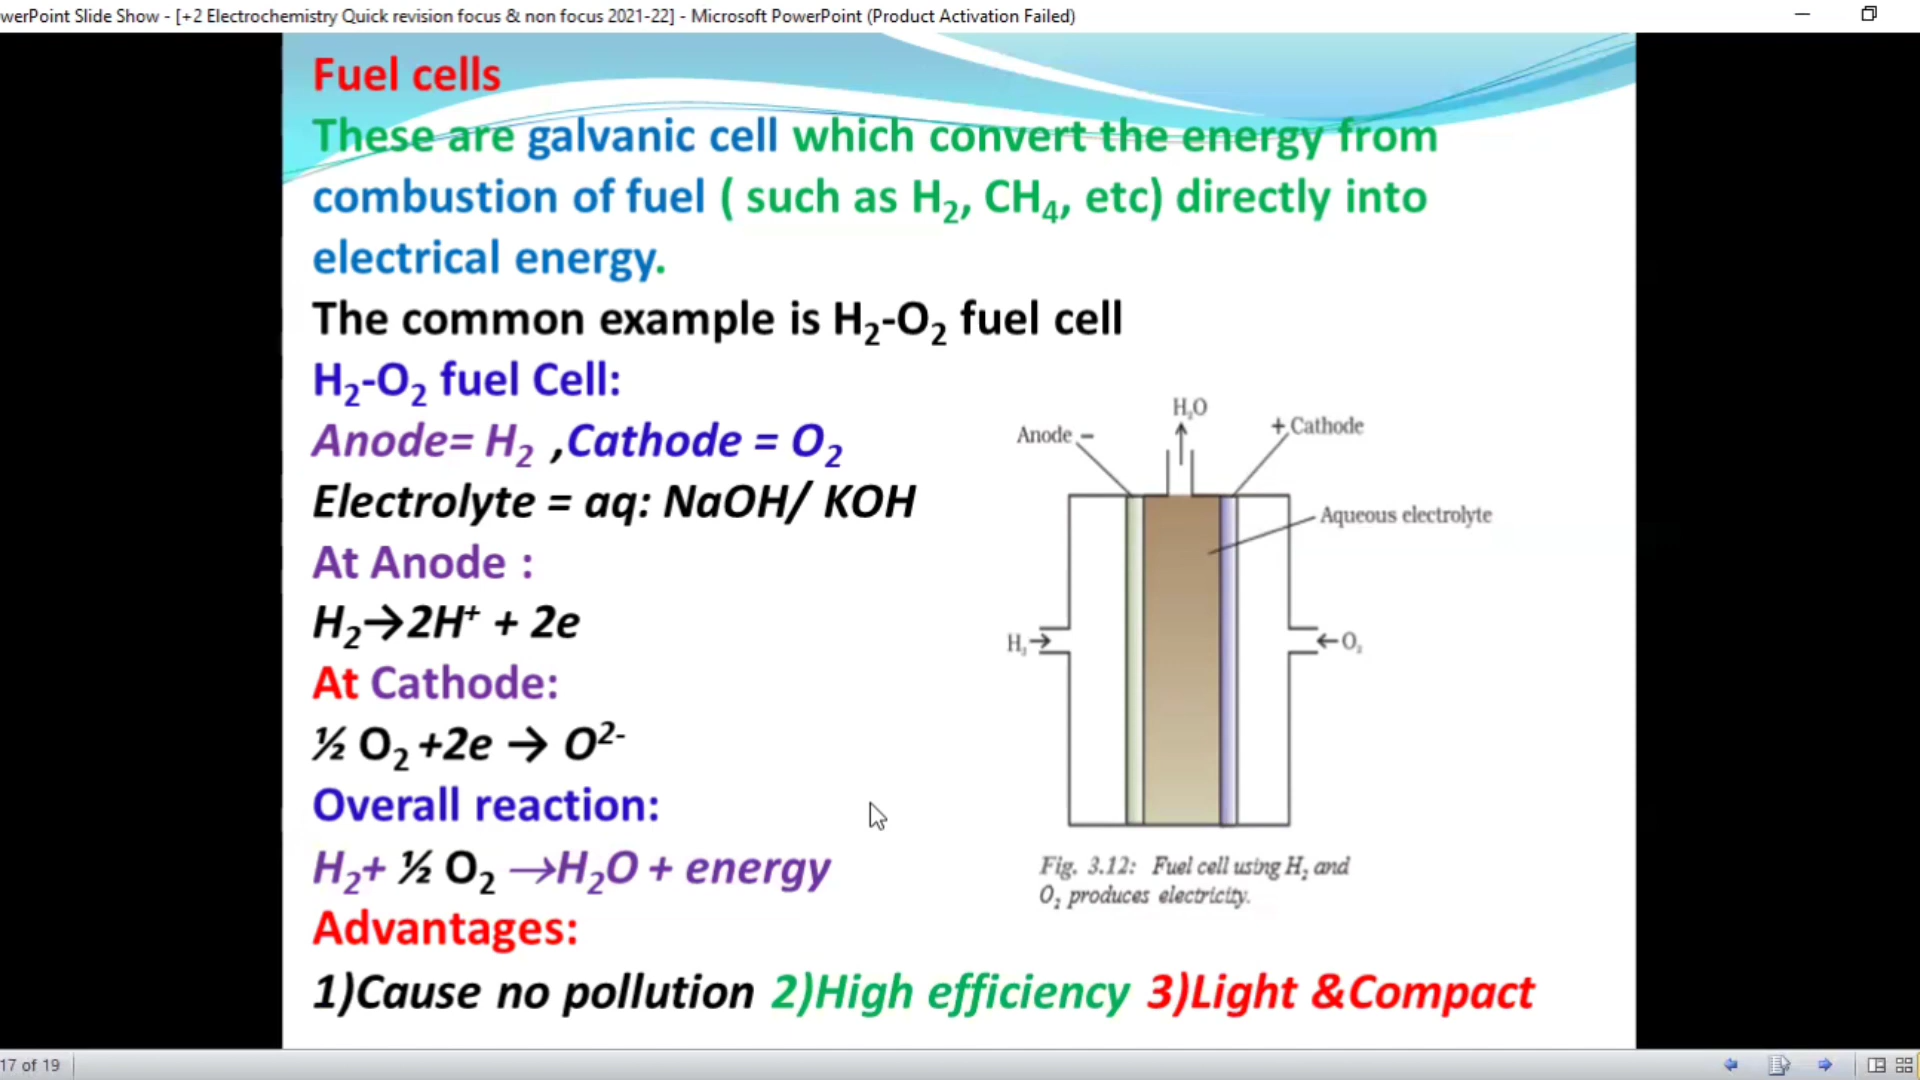 werPoint Slide Show - [+2 Electrochemistry Quick revision focus & non focus 2021-22] - Microsoft PowerPoint (Product Activation Failed)
Fuel cells
These are galvanic cell which convert the energy from
combustion of fuel ( such as H₂, CH₄, etc) directly into
electrical energy.
The common example is H₂-O₂ fuel cell
H₂-O₂ fuel Cell:
Anode= H₂ ,Cathode = O₂
Electrolyte = aq: NaOH/ KOH
At Anode :
H₂→2H⁺ + 2e
At Cathode:
½ O₂ +2e → O²⁻
Overall reaction:
H₂+ ½ O₂ →H₂O + energy
Advantages:
1)Cause no pollution 2)High efficiency 3)Light &Compact
H₂O
Anode −
+ Cathode
Aqueous electrolyte
H₂→
←O₂
Fig. 3.12: Fuel cell using H₂ and
O₂ produces electricity.
17 of 19